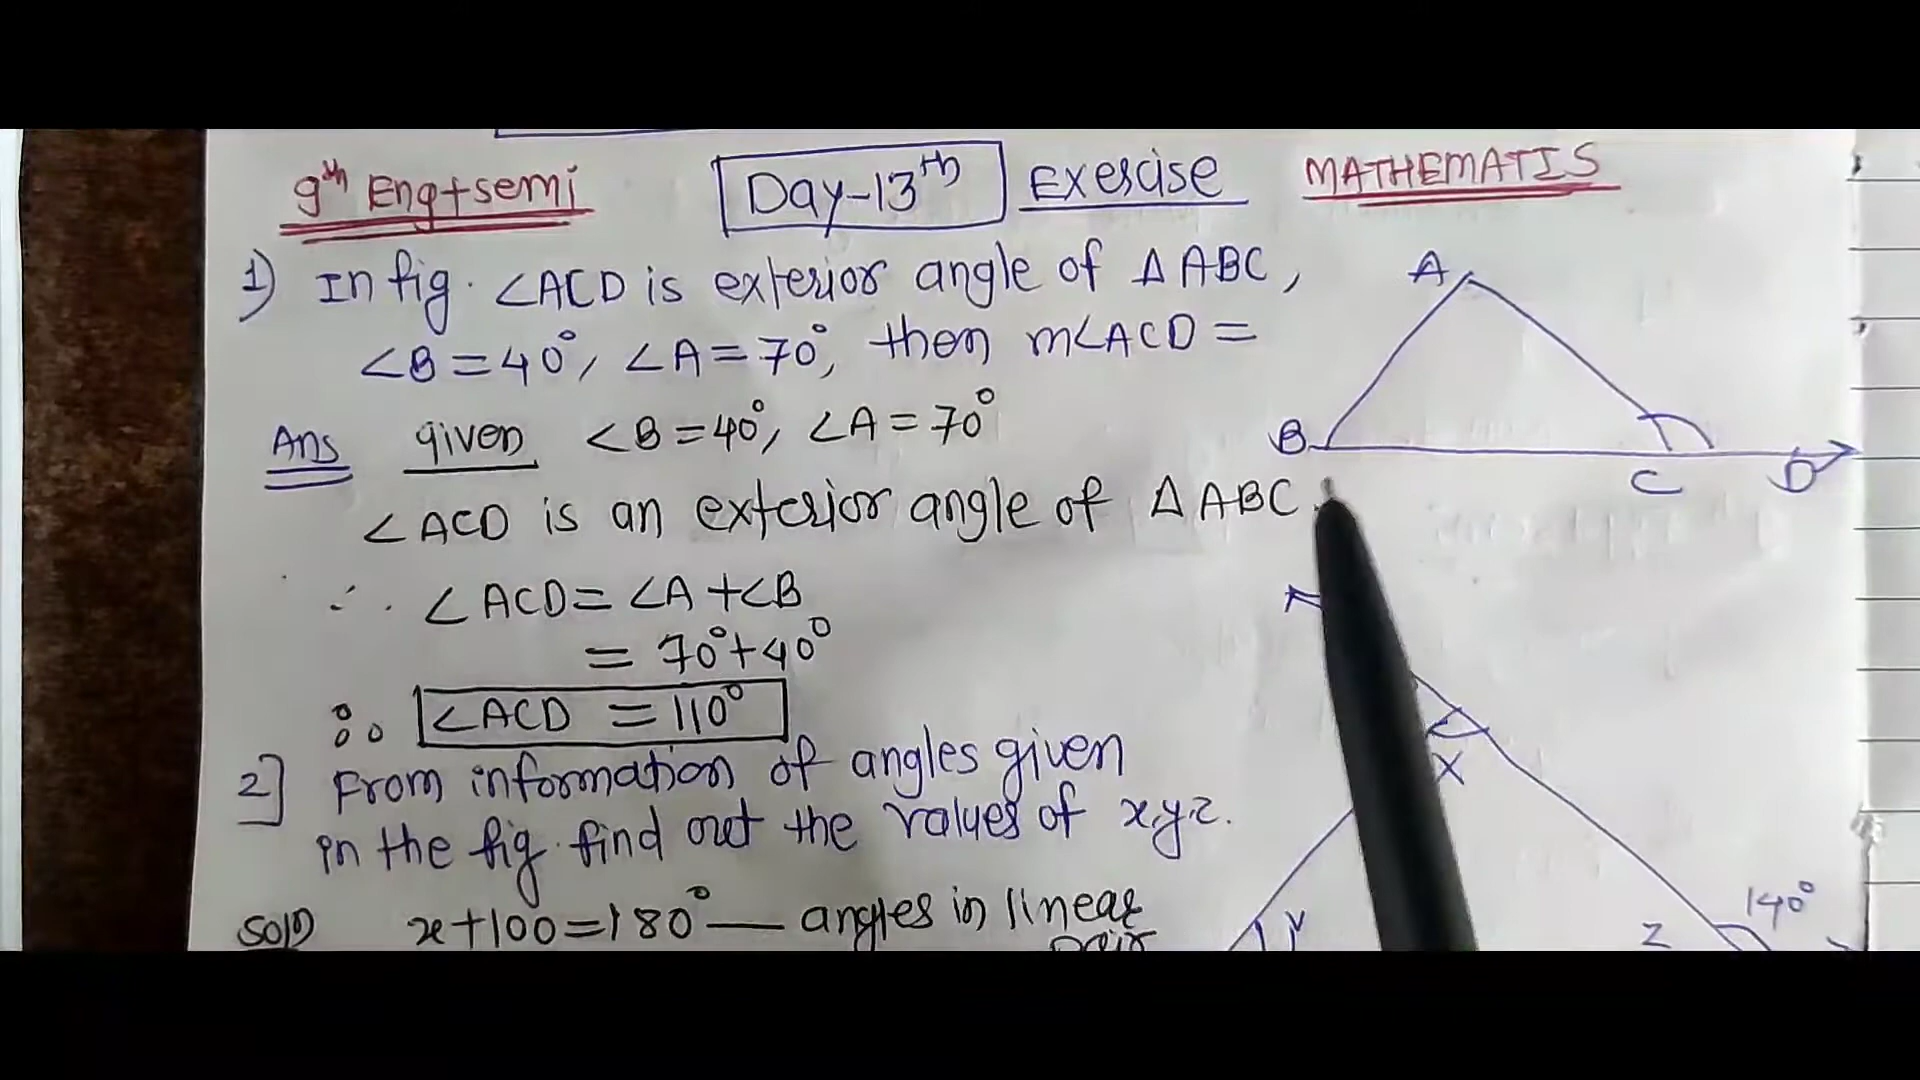 9th Eng+semi
Day-13th Exercise
MATHEMATIS
1) In fig. ∠ACD is exterior angle of △ABC,
∠B=40°, ∠A=70°, then m∠ACD =
Ans given ∠B=40°, ∠A=70°
∠ACD is an exterior angle of △ABC.
∴ ∠ACD=∠A+∠B
= 70°+40°
∴ ∠ACD = 110°
2] From information of angles given
in the fig. find out the values of x,y,z.
Soln x+100=180° — angles in linear
pair
A
B
C
D
x
y
z
140°